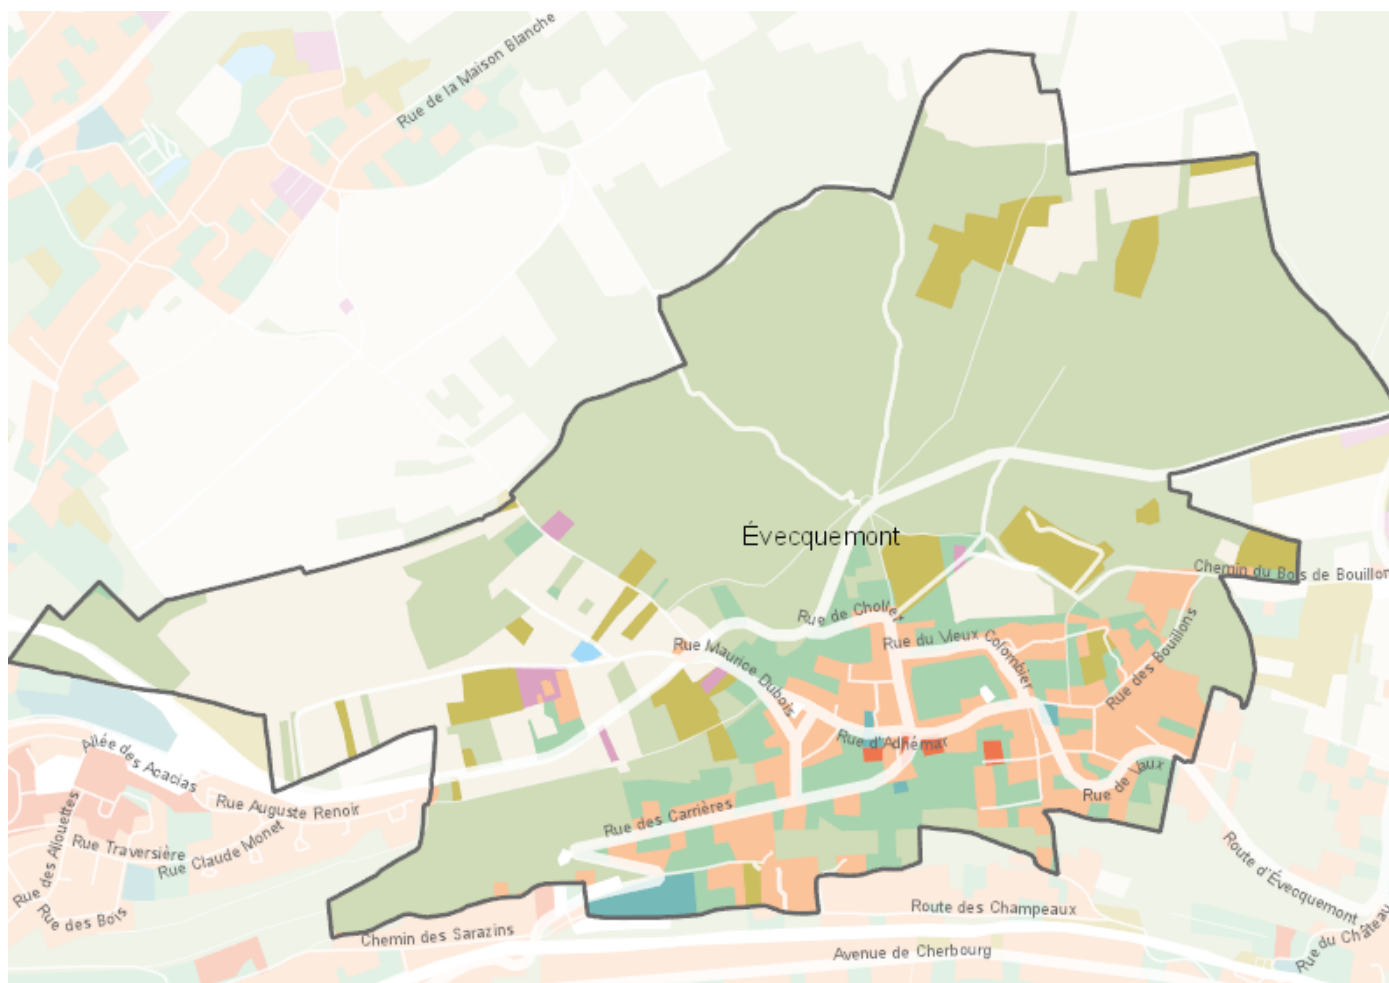 Rue de la Maison Blanche
Évecquemont
Chemin du Bois de Bouillon
Rue de Chollet
Rue du Vieux Colombier
Rue Maurice Dubois
Rue des Bouillons
Rue d'Adhémar
Allée des Acacias
Rue de Vaux
Rue Auguste Renoir
Rue des Carrières
Rue des Allouettes
Rue Traversière
Rue Claude Monet
Route d'Évecquemont
Rue des Bois
Route des Champeaux
Chemin des Sarazins
Rue du Château
Avenue de Cherbourg